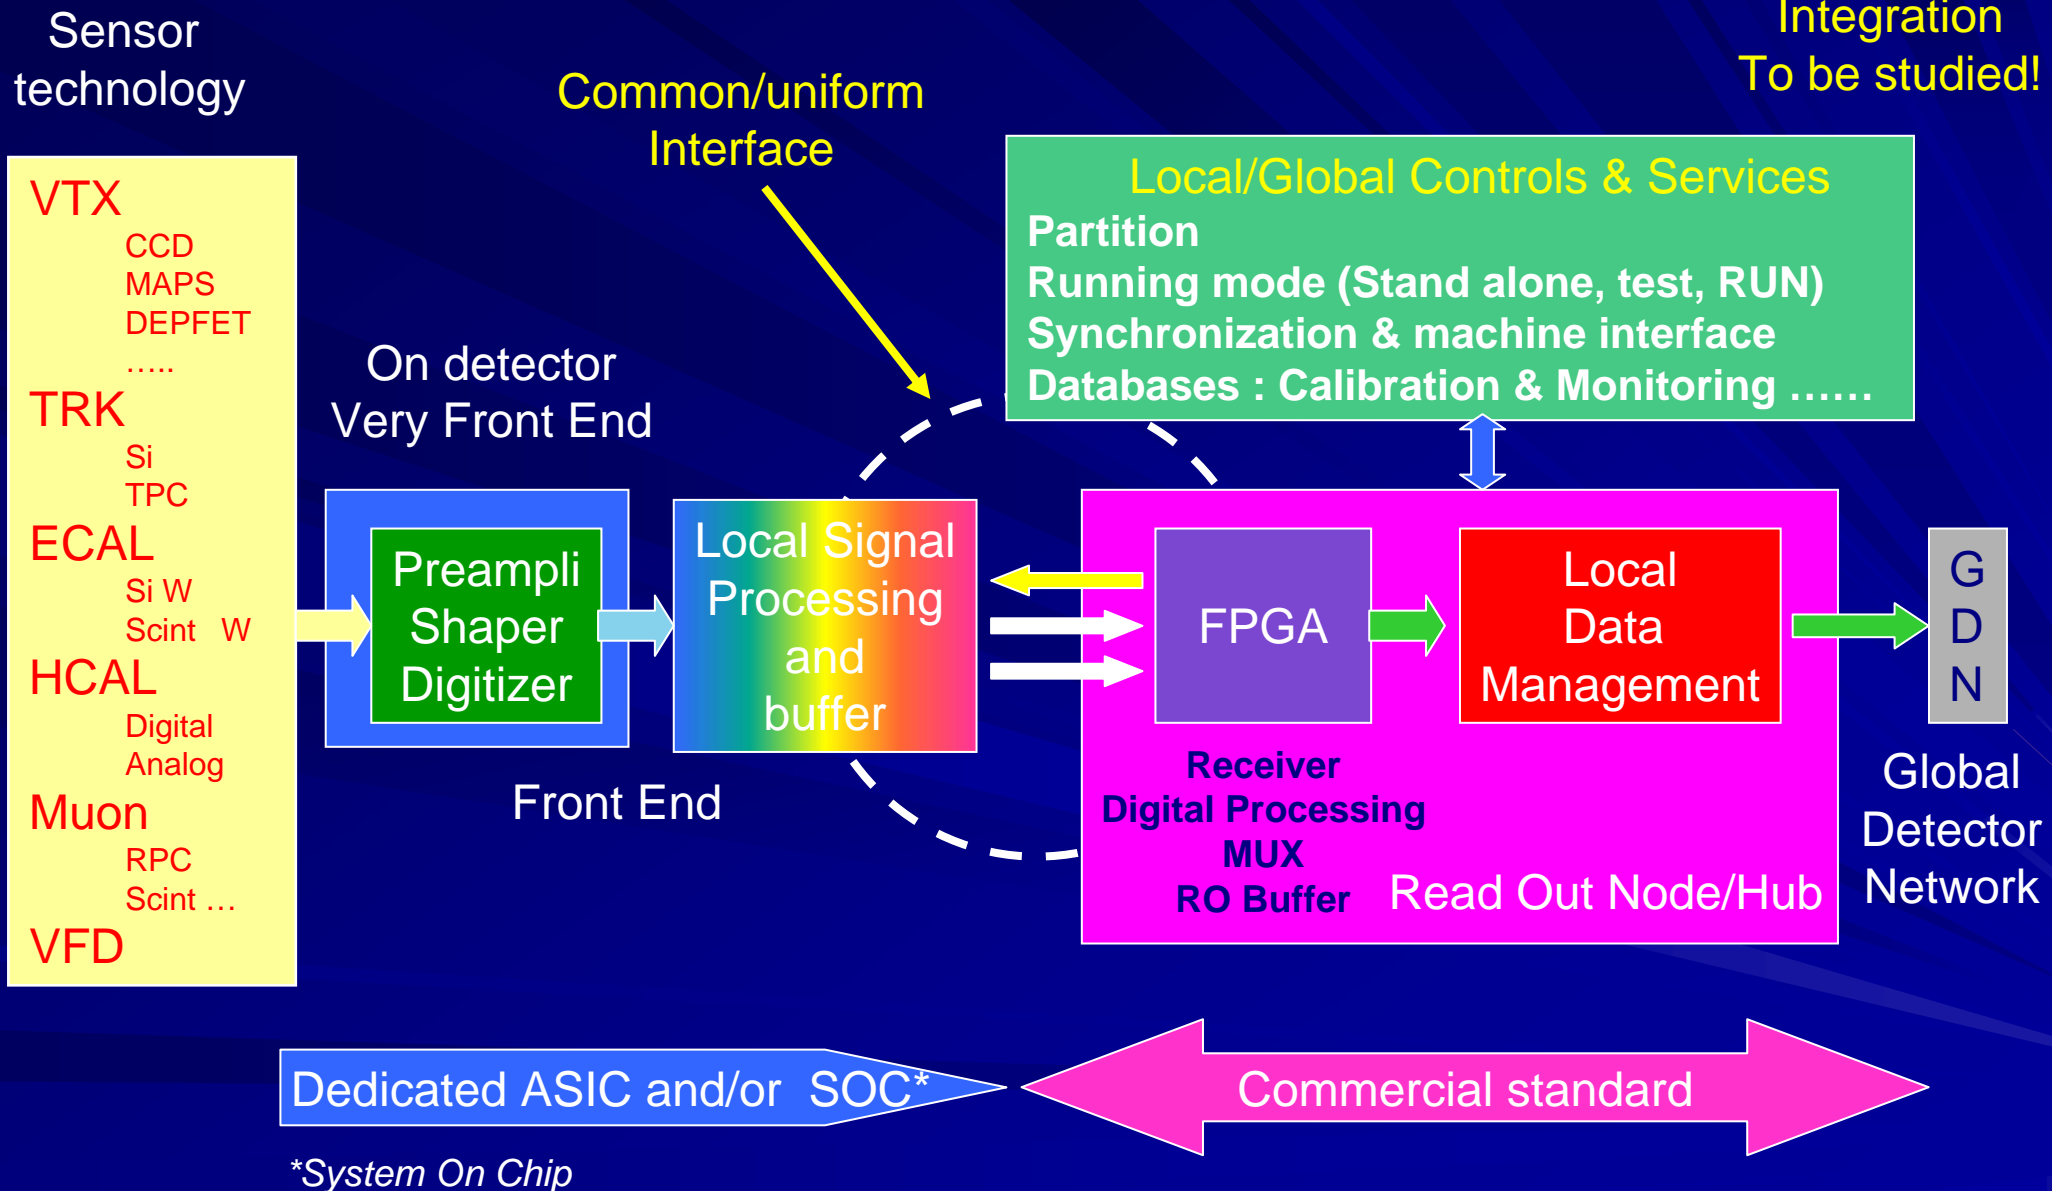 Sensor
technology
Integration
To be studied!
Common/uniform
Interface
VTX
CCD
MAPS
DEPFET
…..
TRK
Si
TPC
ECAL
Si W
Scint W
HCAL
Digital
Analog
Muon
RPC
Scint …
VFD
On detector
Very Front End
Preampli
Shaper
Digitizer
Front End
Local Signal
Processing
and
buffer
Local/Global Controls & Services
Partition
Running mode (Stand alone, test, RUN)
Synchronization & machine interface
Databases : Calibration & Monitoring ……
FPGA
Local
Data
Management
Receiver
Digital Processing
MUX
RO Buffer
Read Out Node/Hub
G
D
N
Global
Detector
Network
Dedicated ASIC and/or SOC*
Commercial standard
*System On Chip